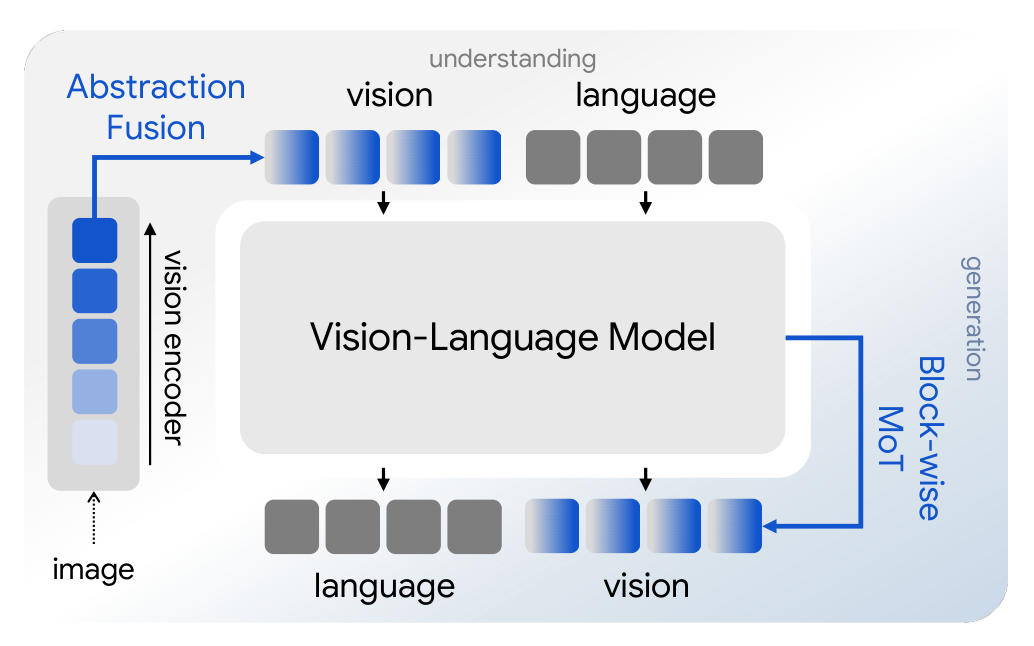 understanding
Abstraction
Fusion
vision
language
vision encoder
Vision-Language Model
generation
Block-wise
MoT
image
language
vision